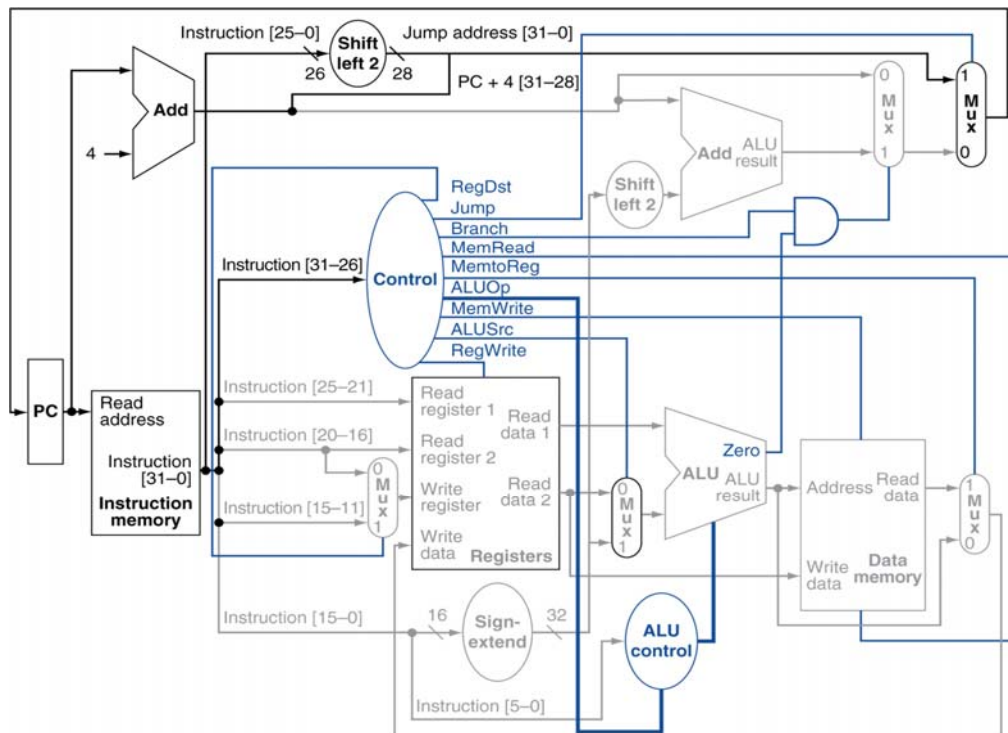 Instruction [25–0]
Shift
left 2
Jump address [31–0]
26
28
PC + 4 [31–28]
Add
4
0
M
u
x
1
1
M
u
x
0
Add
ALU
result
Shift
left 2
RegDst
Jump
Branch
MemRead
MemtoReg
ALUOp
MemWrite
ALUSrc
RegWrite
Instruction [31–26]
Control
PC
Read
address
Instruction
[31–0]
Instruction
memory
Instruction [25–21]
Instruction [20–16]
Instruction [15–11]
0
M
u
x
1
Read
register 1
Read
register 2
Write
register
Write
data
Read
data 1
Read
data 2
Registers
0
M
u
x
1
Zero
ALU
ALU
result
Address
Read
data
Write
data
Data
memory
1
M
u
x
0
Instruction [15–0]
16
Sign-
extend
32
ALU
control
Instruction [5–0]